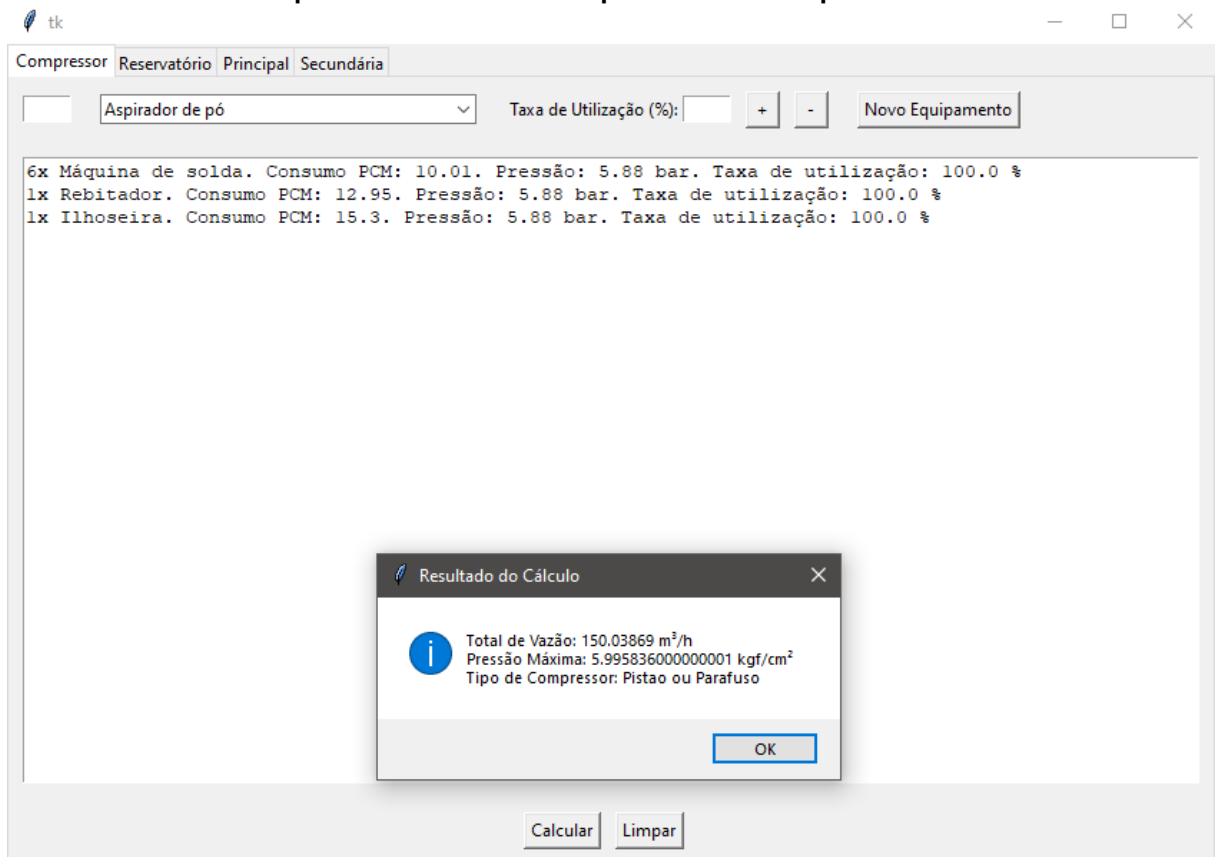 tk
Compressor Reservatório Principal Secundária
Aspirador de pó Taxa de Utilização (%): + - Novo Equipamento
6x Máquina de solda. Consumo PCM: 10.01. Pressão: 5.88 bar. Taxa de utilização: 100.0 %
1x Rebitador. Consumo PCM: 12.95. Pressão: 5.88 bar. Taxa de utilização: 100.0 %
1x Ilhoseira. Consumo PCM: 15.3. Pressão: 5.88 bar. Taxa de utilização: 100.0 %
Resultado do Cálculo
Total de Vazão: 150.03869 m³/h
Pressão Máxima: 5.995836000000001 kgf/cm²
Tipo de Compressor: Pistao ou Parafuso
OK
Calcular Limpar